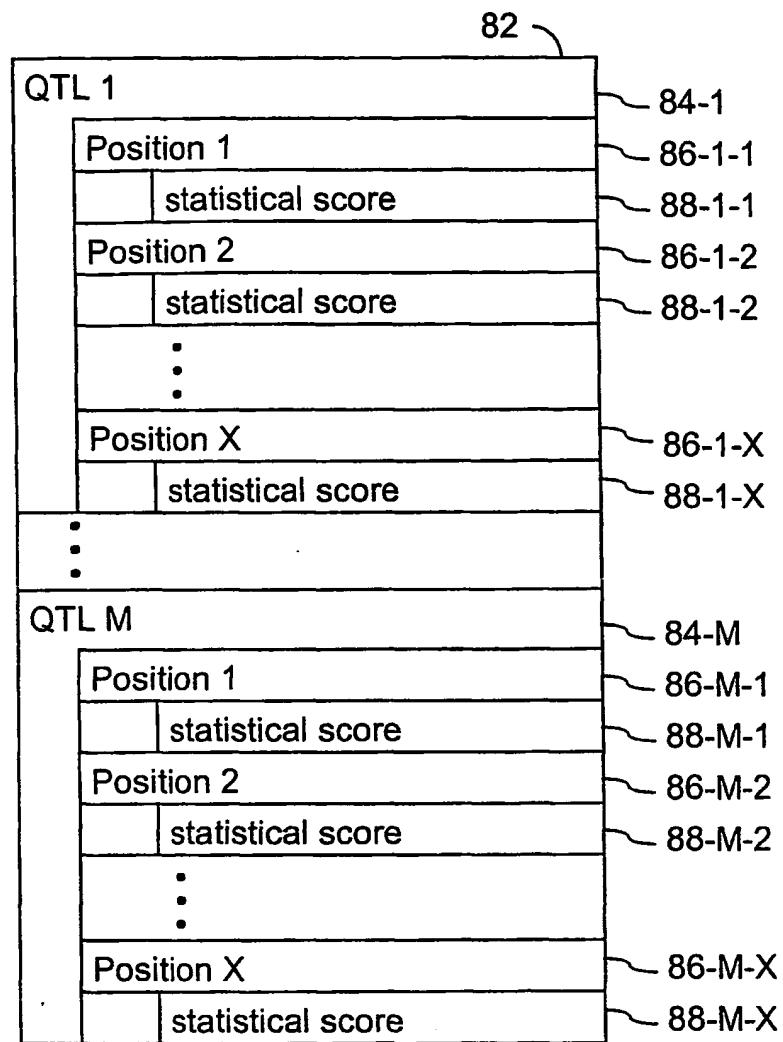 82
QTL 1 84-1
Position 1 86-1-1
statistical score 88-1-1
Position 2 86-1-2
statistical score 88-1-2
Position X 86-1-X
statistical score 88-1-X
QTL M 84-M
Position 1 86-M-1
statistical score 88-M-1
Position 2 86-M-2
statistical score 88-M-2
Position X 86-M-X
statistical score 88-M-X